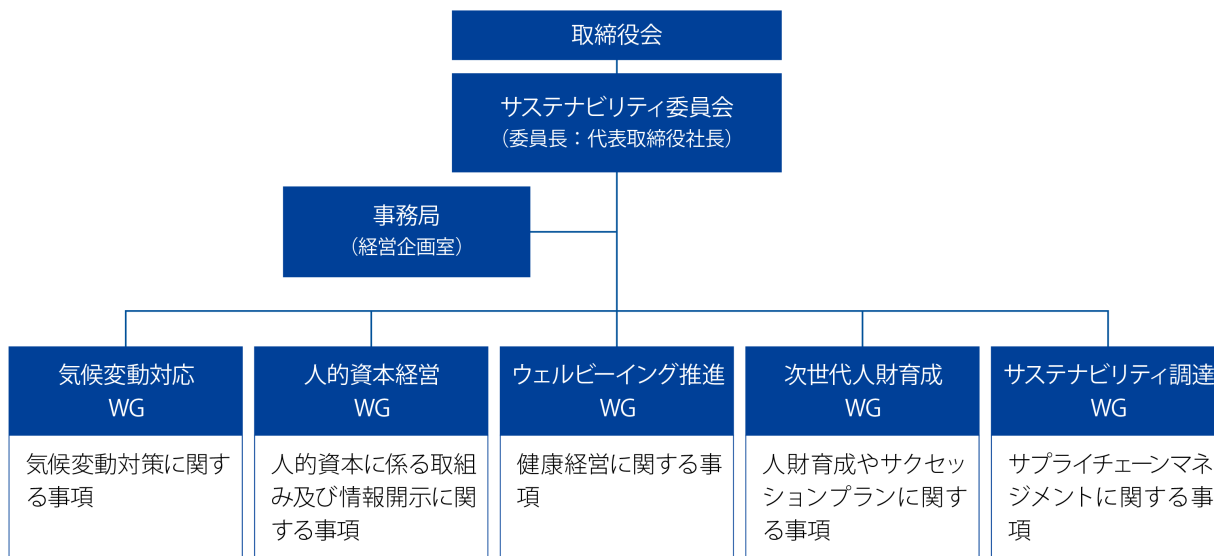 取締役会
サステナビリティ委員会
（委員長：代表取締役社長）
事務局
（経営企画室）
気候変動対応
WG
気候変動対策に関す
る事項
人的資本経営
WG
人的資本に係る取組
み及び情報開示に関
する事項
ウェルビーイング推進
WG
健康経営に関する事
項
次世代人財育成
WG
人財育成やサクセッ
ションプランに関す
る事項
サステナビリティ調達
WG
サプライチェーンマネ
ジメントに関する事
項